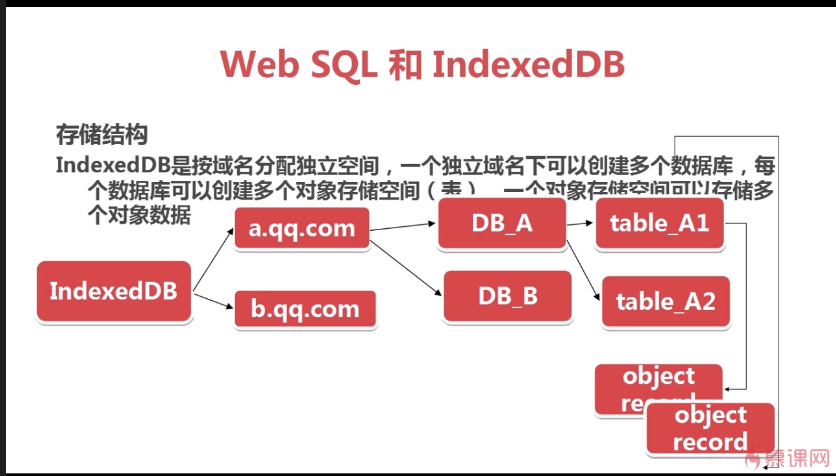 Web SQL 和 IndexedDB
存储结构
IndexedDB是按域名分配独立空间，一个独立域名下可以创建多个数据库，每
个数据库可以创建多个对象存储空间（表），一个对象存储空间可以存储多
个对象数据
IndexedDB
a.qq.com
b.qq.com
DB_A
DB_B
table_A1
table_A2
object
record
object
record
慕课网